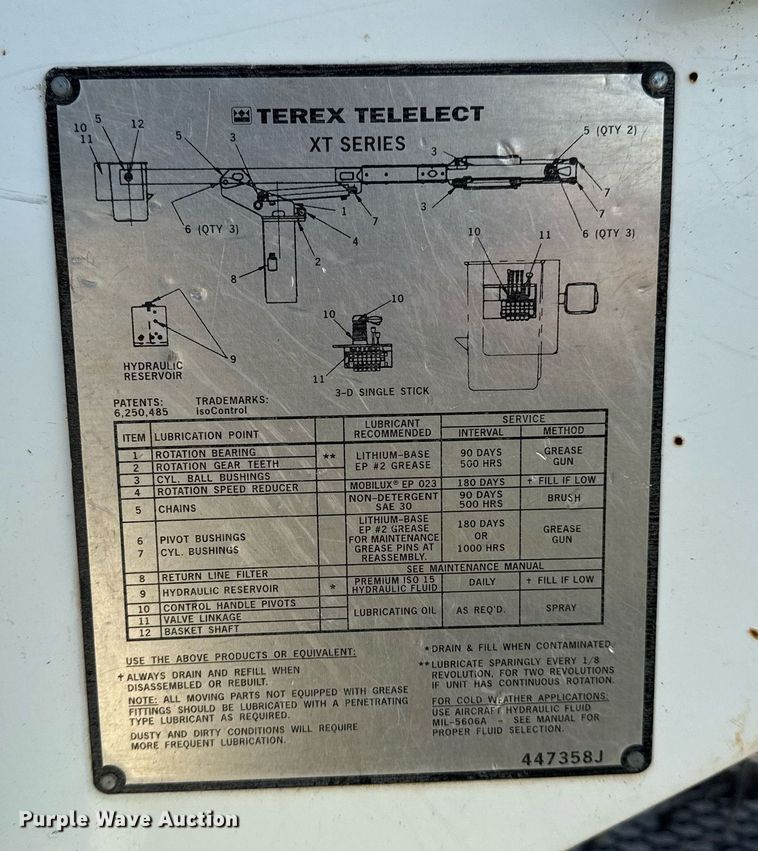 TEREX TELELECT
XT SERIES
5
12
10
11
5
3
3
5 (QTY 2)
7
3
7
1
7
4
6 (QTY 3)
2
6 (QTY 3)
8
10
11
10
10
9
11
HYDRAULIC
RESERVOIR
3-D SINGLE STICK
PATENTS: TRADEMARKS:
6,250,485 IsoControl
ITEM LUBRICATION POINT LUBRICANT RECOMMENDED SERVICE
INTERVAL METHOD
1 ROTATION BEARING ** LITHIUM-BASE EP #2 GREASE 90 DAYS 500 HRS GREASE GUN
2 ROTATION GEAR TEETH
3 CYL. BALL BUSHINGS
4 ROTATION SPEED REDUCER MOBILUX® EP 023 180 DAYS † FILL IF LOW
5 CHAINS NON-DETERGENT SAE 30 90 DAYS 500 HRS BRUSH
6 PIVOT BUSHINGS LITHIUM-BASE EP #2 GREASE FOR MAINTENANCE GREASE PINS AT REASSEMBLY. 180 DAYS OR 1000 HRS GREASE GUN
7 CYL. BUSHINGS
8 RETURN LINE FILTER SEE MAINTENANCE MANUAL
9 HYDRAULIC RESERVOIR * PREMIUM ISO 15 HYDRAULIC FLUID DAILY † FILL IF LOW
10 CONTROL HANDLE PIVOTS LUBRICATING OIL AS REQ'D. SPRAY
11 VALVE LINKAGE
12 BASKET SHAFT
USE THE ABOVE PRODUCTS OR EQUIVALENT:
† ALWAYS DRAIN AND REFILL WHEN
DISASSEMBLED OR REBUILT.
NOTE: ALL MOVING PARTS NOT EQUIPPED WITH GREASE
FITTINGS SHOULD BE LUBRICATED WITH A PENETRATING
TYPE LUBRICANT AS REQUIRED.
DUSTY AND DIRTY CONDITIONS WILL REQUIRE
MORE FREQUENT LUBRICATION.
* DRAIN & FILL WHEN CONTAMINATED
** LUBRICATE SPARINGLY EVERY 1/8
REVOLUTION, FOR TWO REVOLUTIONS
IF UNIT HAS CONTINUOUS ROTATION.
FOR COLD WEATHER APPLICATIONS:
USE AIRCRAFT HYDRAULIC FLUID
MIL-5606A - SEE MANUAL FOR
PROPER FLUID SELECTION.
447358J
Purple Wave Auction